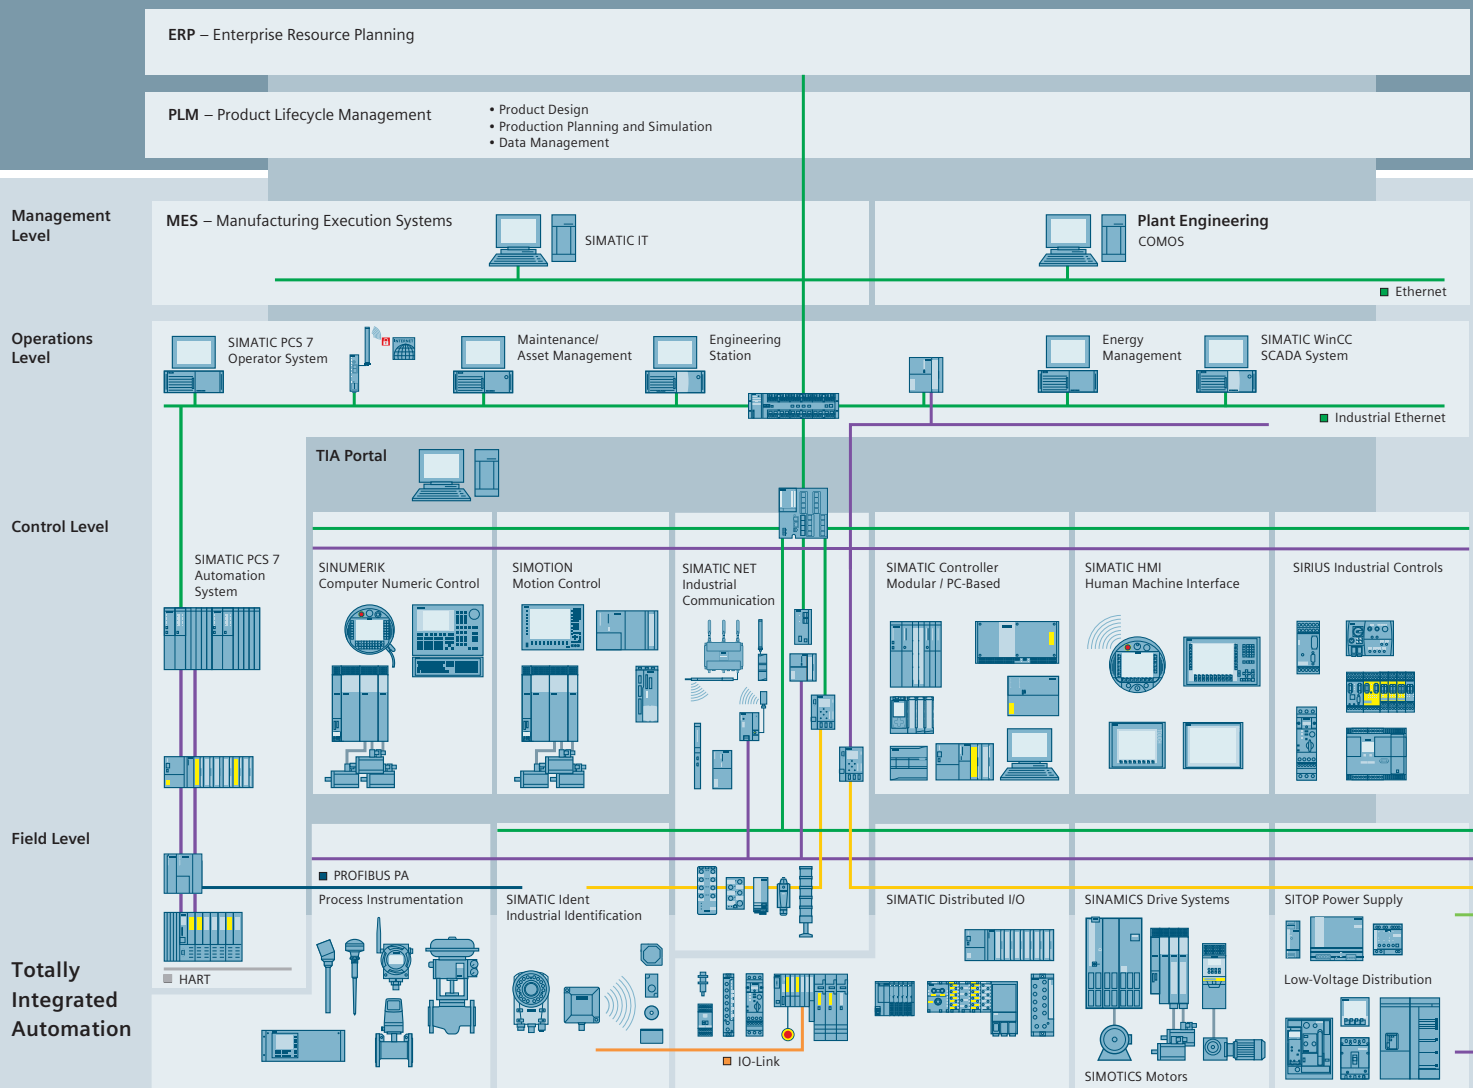 ERP – Enterprise Resource Planning
PLM – Product Lifecycle Management
• Product Design
• Production Planning and Simulation
• Data Management
Management
Level
MES – Manufacturing Execution Systems
SIMATIC IT
Plant Engineering
COMOS
Ethernet
Operations
Level
SIMATIC PCS 7
Operator System
INTERNET
Maintenance/
Asset Management
Engineering
Station
Energy
Management
SIMATIC WinCC
SCADA System
Industrial Ethernet
TIA Portal
Control Level
SIMATIC PCS 7
Automation
System
SINUMERIK
Computer Numeric Control
SIMOTION
Motion Control
SIMATIC NET
Industrial
Communication
SIMATIC Controller
Modular / PC-Based
SIMATIC HMI
Human Machine Interface
SIRIUS Industrial Controls
Field Level
PROFIBUS PA
Process Instrumentation
SIMATIC Ident
Industrial Identification
SIMATIC Distributed I/O
SINAMICS Drive Systems
SITOP Power Supply
HART
Low-Voltage Distribution
Totally
Integrated
Automation
IO-Link
SIMOTICS Motors